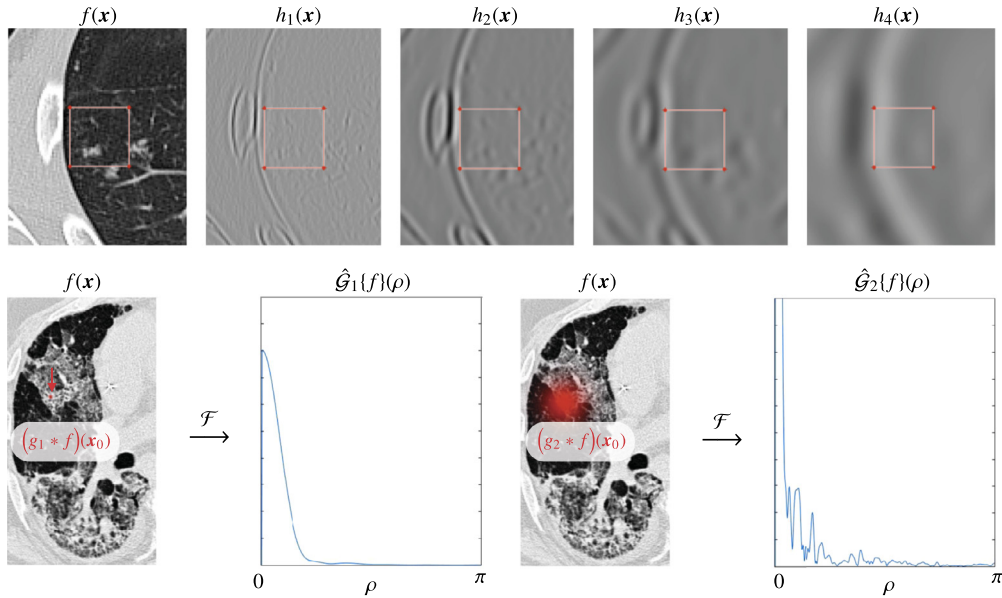 f(x) h₁(x) h₂(x) h₃(x) h₄(x)
f(x) 𝒢̂₁{f}(ρ) f(x) 𝒢̂₂{f}(ρ)
ℱ ℱ
(g₁ * f)(x₀) (g₂ * f)(x₀)
0 ρ π 0 ρ π